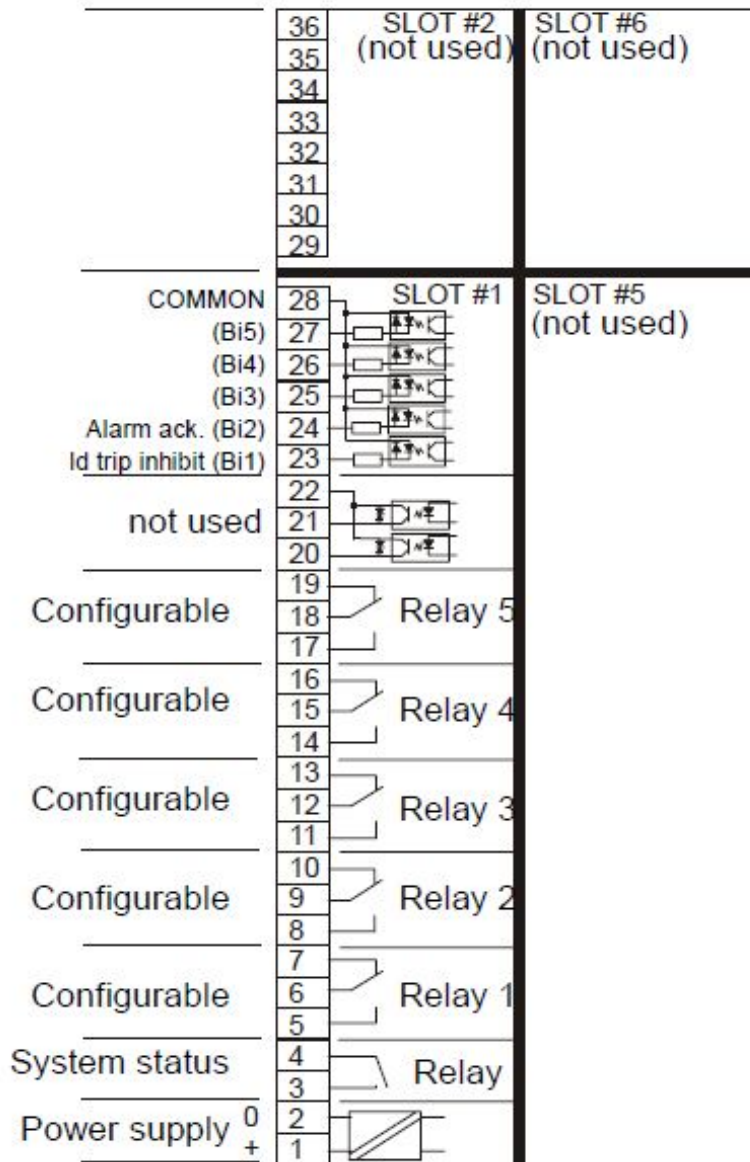 36 SLOT #2 SLOT #6
(not used) (not used)
35
34
33
32
31
30
29
COMMON 28 SLOT #1 SLOT #5
(Bi5) 27 (not used)
(Bi4) 26
(Bi3) 25
Alarm ack. (Bi2) 24
Id trip inhibit (Bi1) 23
22
not used 21
20
19
Configurable 18 Relay 5
17
16
Configurable 15 Relay 4
14
13
Configurable 12 Relay 3
11
10
Configurable 9 Relay 2
8
7
Configurable 6 Relay 1
5
System status 4 Relay
3
Power supply 0 2
+ 1